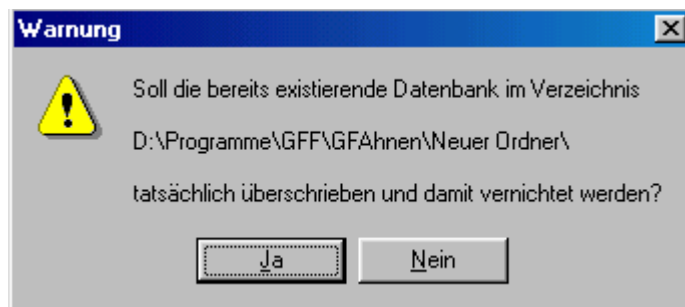 Warnung
Soll die bereits existierende Datenbank im Verzeichnis
D:\Programme\GFF\GFAhnen\Neuer Ordner\
tatsächlich überschrieben und damit vernichtet werden?
Ja
Nein